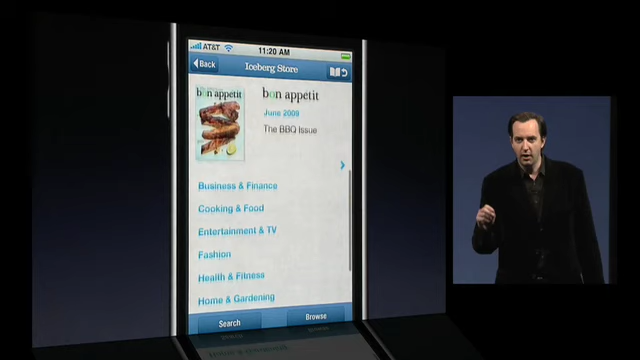 AT&T
11:20 AM
Back
Iceberg Store
bon appetit
bon appetit
June 2009
The BBQ Issue
Business & Finance
Cooking & Food
Entertainment & TV
Fashion
Health & Fitness
Home & Gardening
Search
Browse